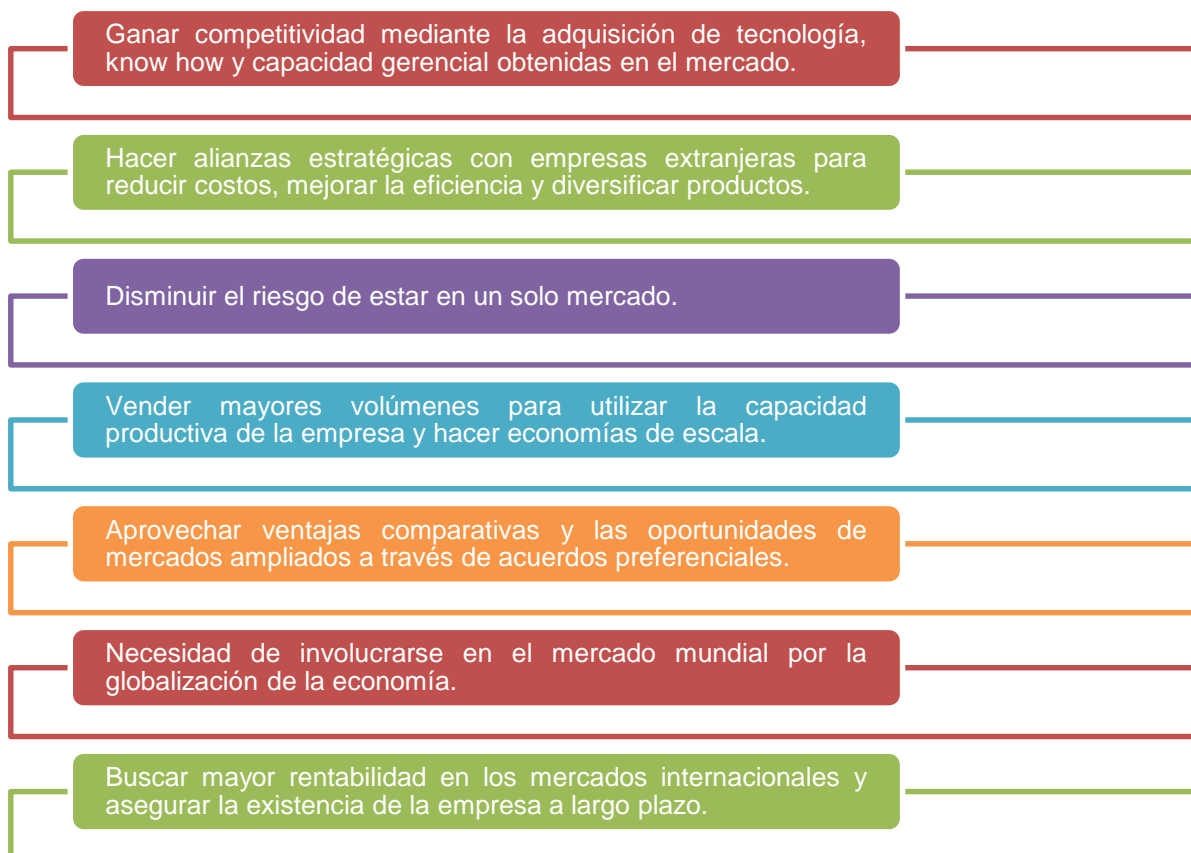 Ganar competitividad mediante la adquisición de tecnología,
know how y capacidad gerencial obtenidas en el mercado.
Hacer alianzas estratégicas con empresas extranjeras para
reducir costos, mejorar la eficiencia y diversificar productos.
Disminuir el riesgo de estar en un solo mercado.
Vender mayores volúmenes para utilizar la capacidad
productiva de la empresa y hacer economías de escala.
Aprovechar ventajas comparativas y las oportunidades de
mercados ampliados a través de acuerdos preferenciales.
Necesidad de involucrarse en el mercado mundial por la
globalización de la economía.
Buscar mayor rentabilidad en los mercados internacionales y
asegurar la existencia de la empresa a largo plazo.